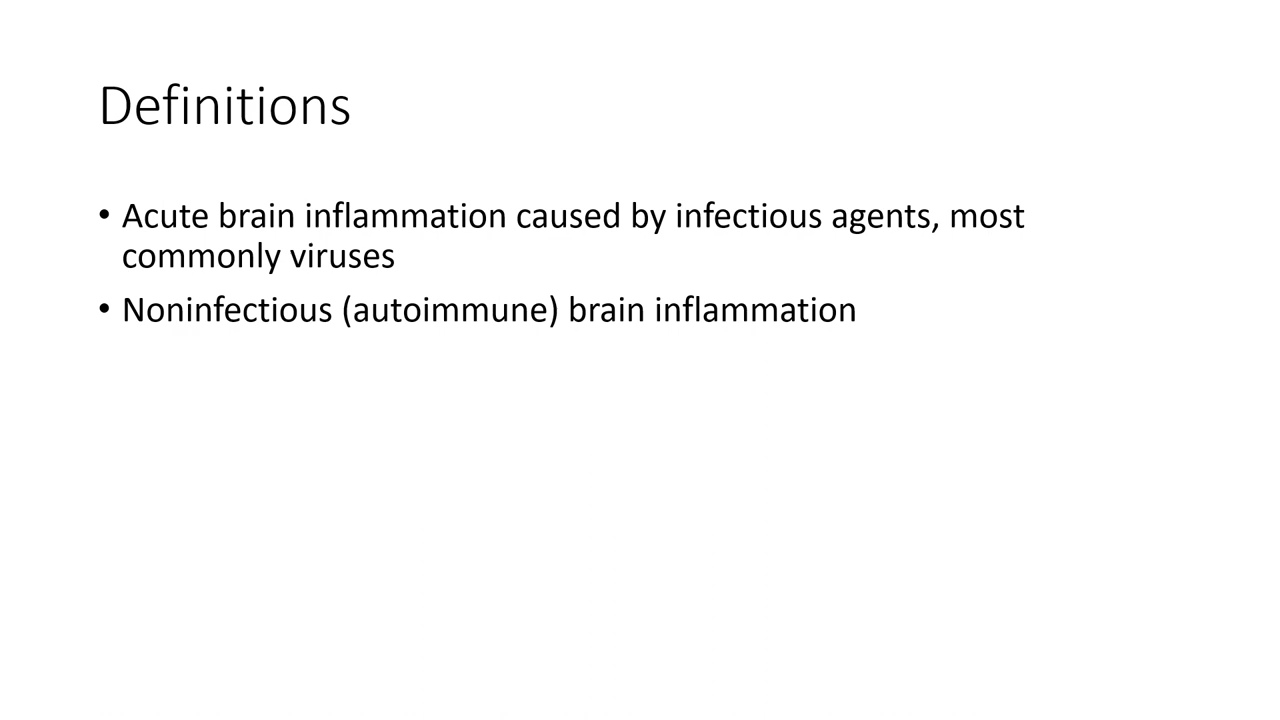 Definitions
• Acute brain inflammation caused by infectious agents, most
commonly viruses
• Noninfectious (autoimmune) brain inflammation